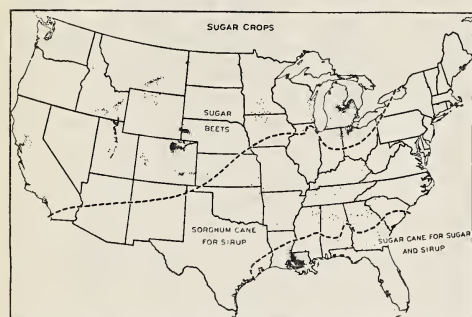 SUGAR CROPS
SUGAR
BEETS
SORGHUM CANE
FOR SIRUP
SUGAR CANE FOR SUGAR
AND SIRUP